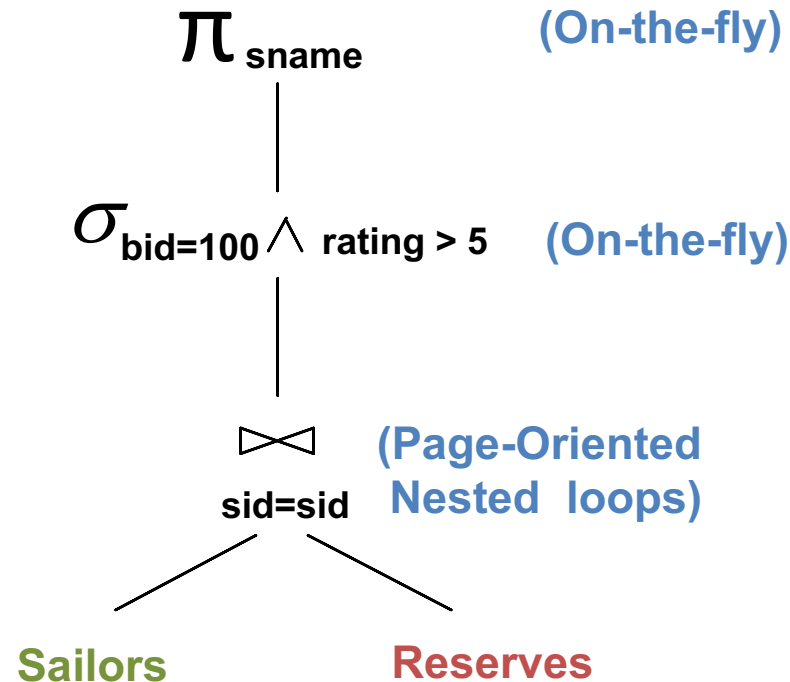 π sname (On-the-fly)
σ bid=100 ∧ rating > 5 (On-the-fly)
⋈ (Page-Oriented
sid=sid Nested loops)
Sailors Reserves